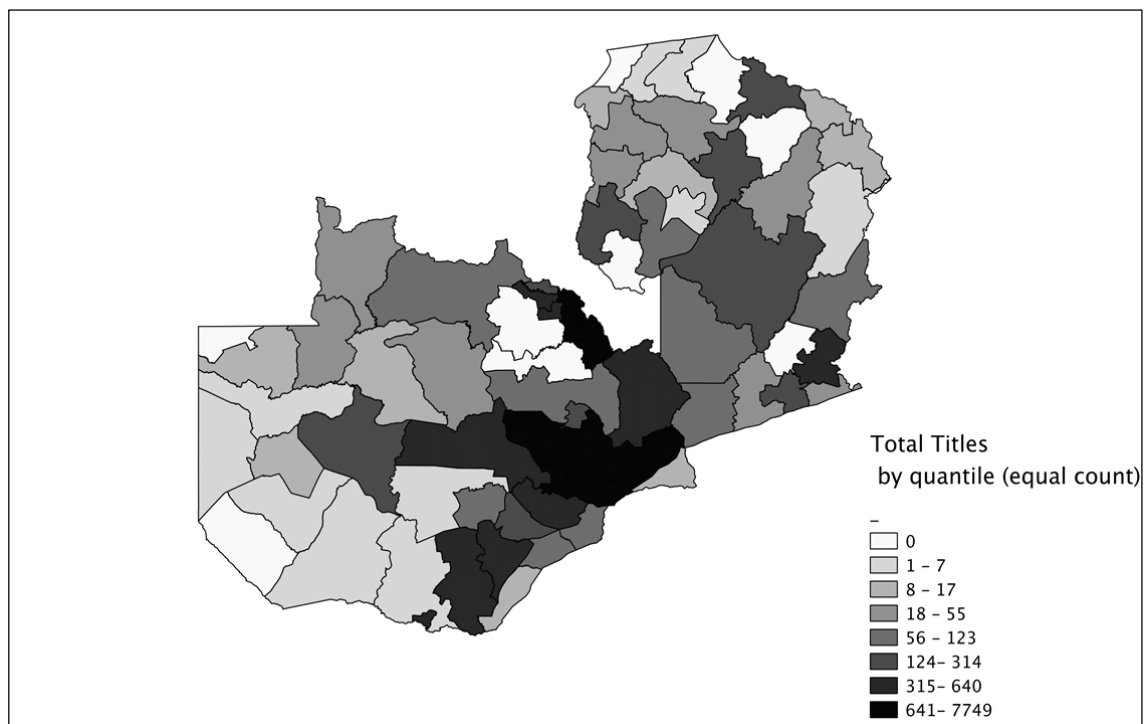 Total Titles
by quantile (equal count)
–
0
1 – 7
8 – 17
18 – 55
56 – 123
124– 314
315– 640
641– 7749